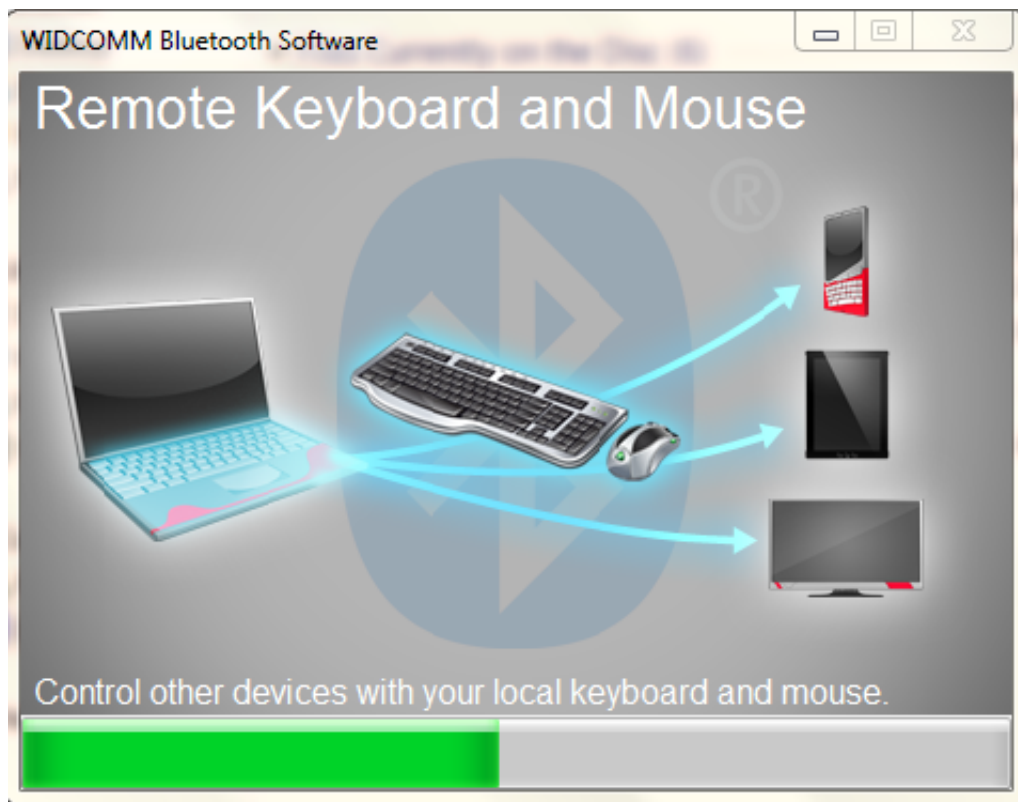 WIDCOMM Bluetooth Software
Remote Keyboard and Mouse
®
Control other devices with your local keyboard and mouse.